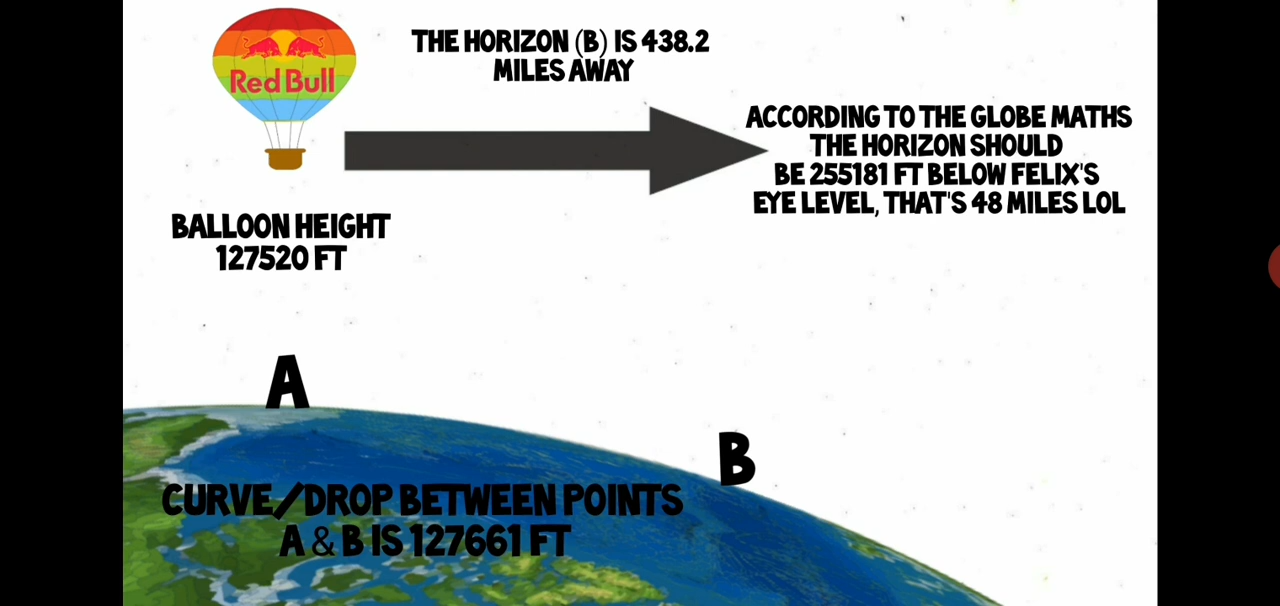 Red Bull
THE HORIZON (B) IS 438.2
MILES AWAY
ACCORDING TO THE GLOBE MATHS
THE HORIZON SHOULD
BE 255181 FT BELOW FELIX'S
EYE LEVEL, THAT'S 48 MILES LOL
BALLOON HEIGHT
127520 FT
A
B
CURVE/DROP BETWEEN POINTS
A & B IS 127661 FT